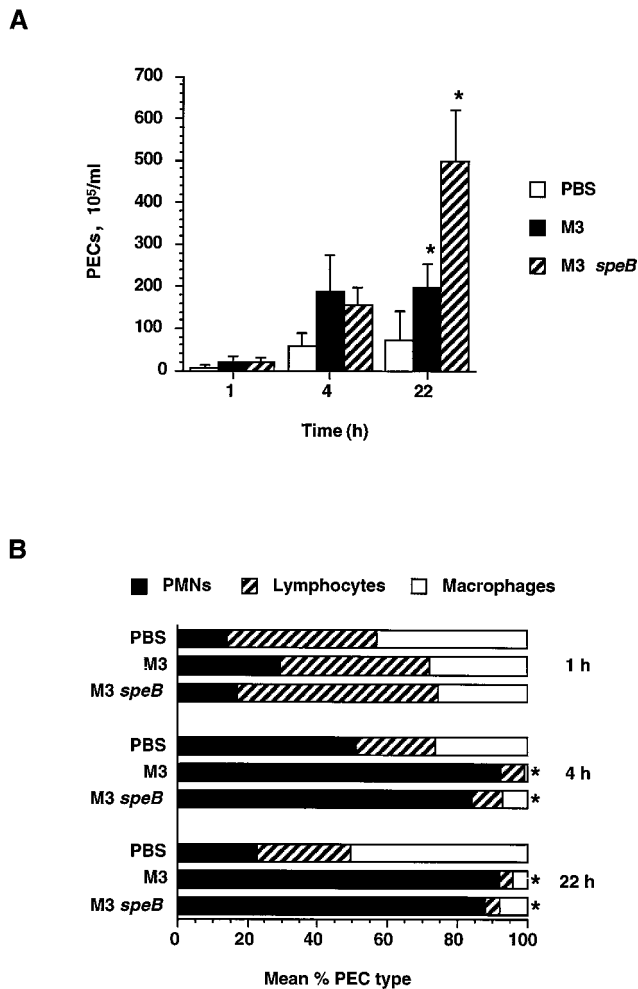 A
700
600
500
400
300
200
100
0
PECs, 10⁵/ml
*
*
PBS
M3
M3 speB
1 4 22
Time (h)
B
PMNs Lymphocytes Macrophages
PBS
M3 1 h
M3 speB
PBS
M3 * 4 h
M3 speB *
PBS
M3 * 22 h
M3 speB *
0 20 40 60 80 100
Mean % PEC type